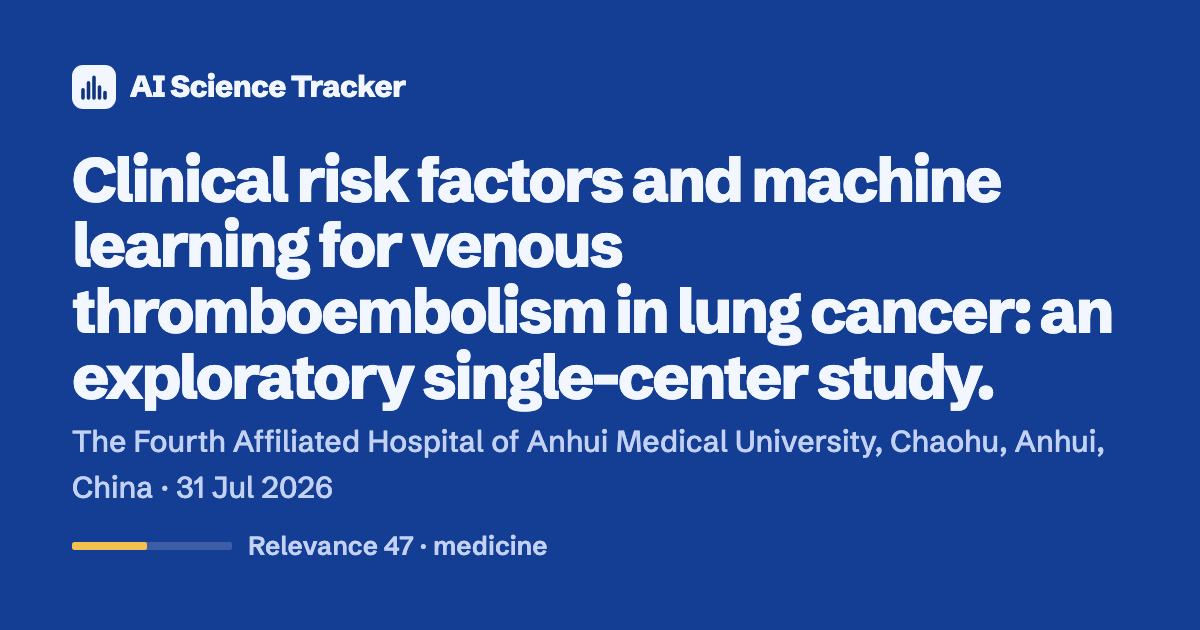 AI Science Tracker
Clinical risk factors and machine
learning for venous
thromboembolism in lung cancer: an
exploratory single-center study.
The Fourth Affiliated Hospital of Anhui Medical University, Chaohu, Anhui,
China · 31 Jul 2026
Relevance 47 · medicine